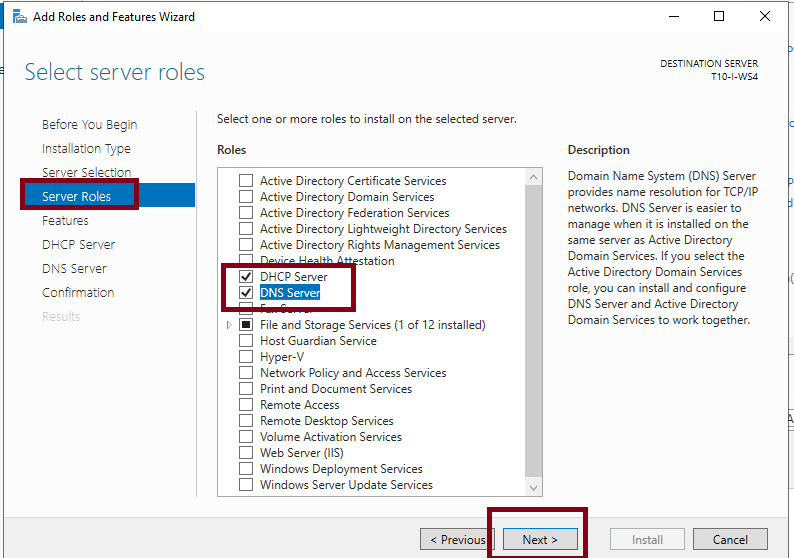 Add Roles and Features Wizard
Select server roles
DESTINATION SERVER
T10-I-WS4
Before You Begin
Installation Type
Server Selection
Server Roles
Features
DHCP Server
DNS Server
Confirmation
Results
Select one or more roles to install on the selected server.
Roles
Active Directory Certificate Services
Active Directory Domain Services
Active Directory Federation Services
Active Directory Lightweight Directory Services
Active Directory Rights Management Services
Device Health Attestation
DHCP Server
DNS Server
Fax Server
File and Storage Services (1 of 12 installed)
Host Guardian Service
Hyper-V
Network Policy and Access Services
Print and Document Services
Remote Access
Remote Desktop Services
Volume Activation Services
Web Server (IIS)
Windows Deployment Services
Windows Server Update Services
Description
Domain Name System (DNS) Server
provides name resolution for TCP/IP
networks. DNS Server is easier to
manage when it is installed on the
same server as Active Directory
Domain Services. If you select the
Active Directory Domain Services
role, you can install and configure
DNS Server and Active Directory
Domain Services to work together.
< Previous
Next >
Install
Cancel